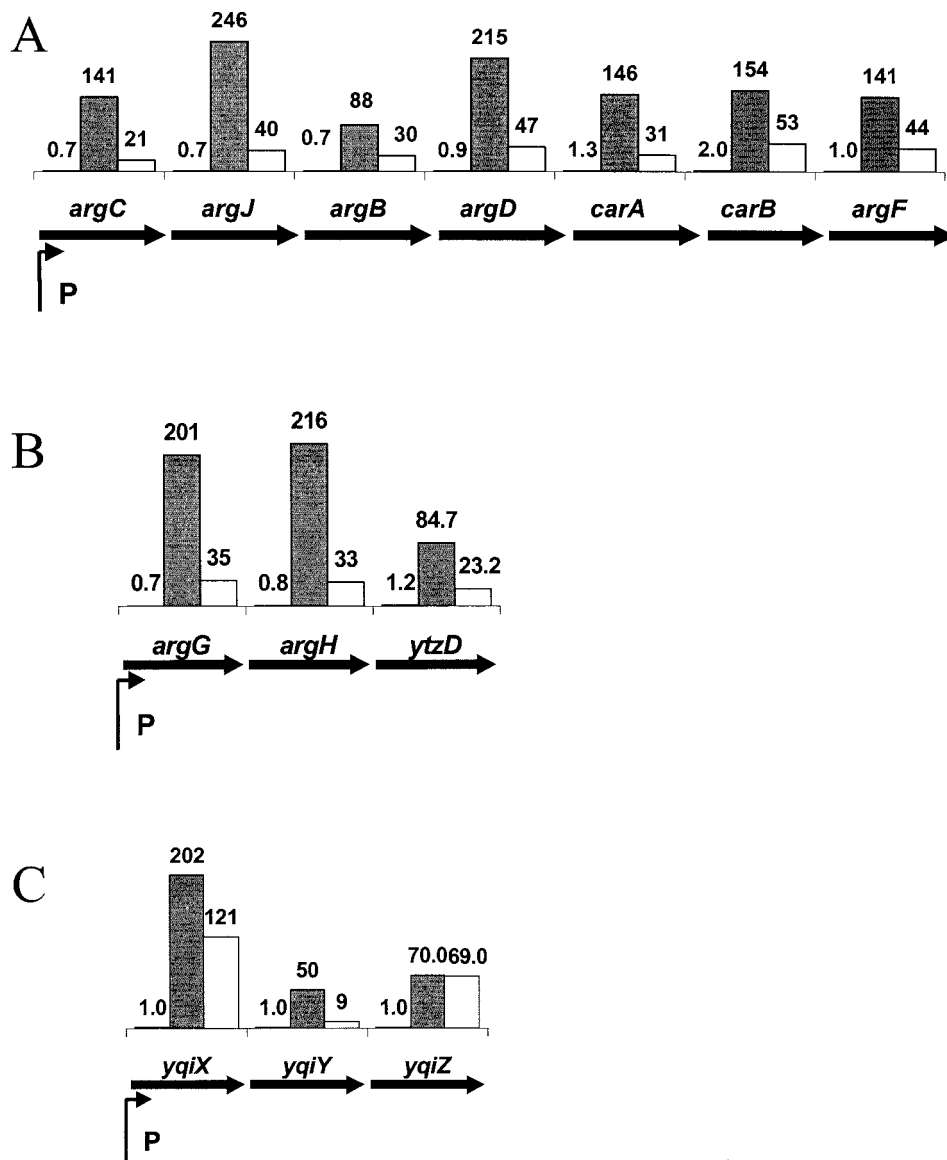 A
141 246 88 215 146 154 141
0.7 21 0.7 40 0.7 30 0.9 47 1.3 31 2.0 53 1.0 44
argC argJ argB argD carA carB argF
P
B
201 216 84.7
0.7 35 0.8 33 1.2 23.2
argG argH ytzD
P
C
202 50 70.0 69.0
1.0 121 1.0 9 1.0
yqiX yqiY yqiZ
P